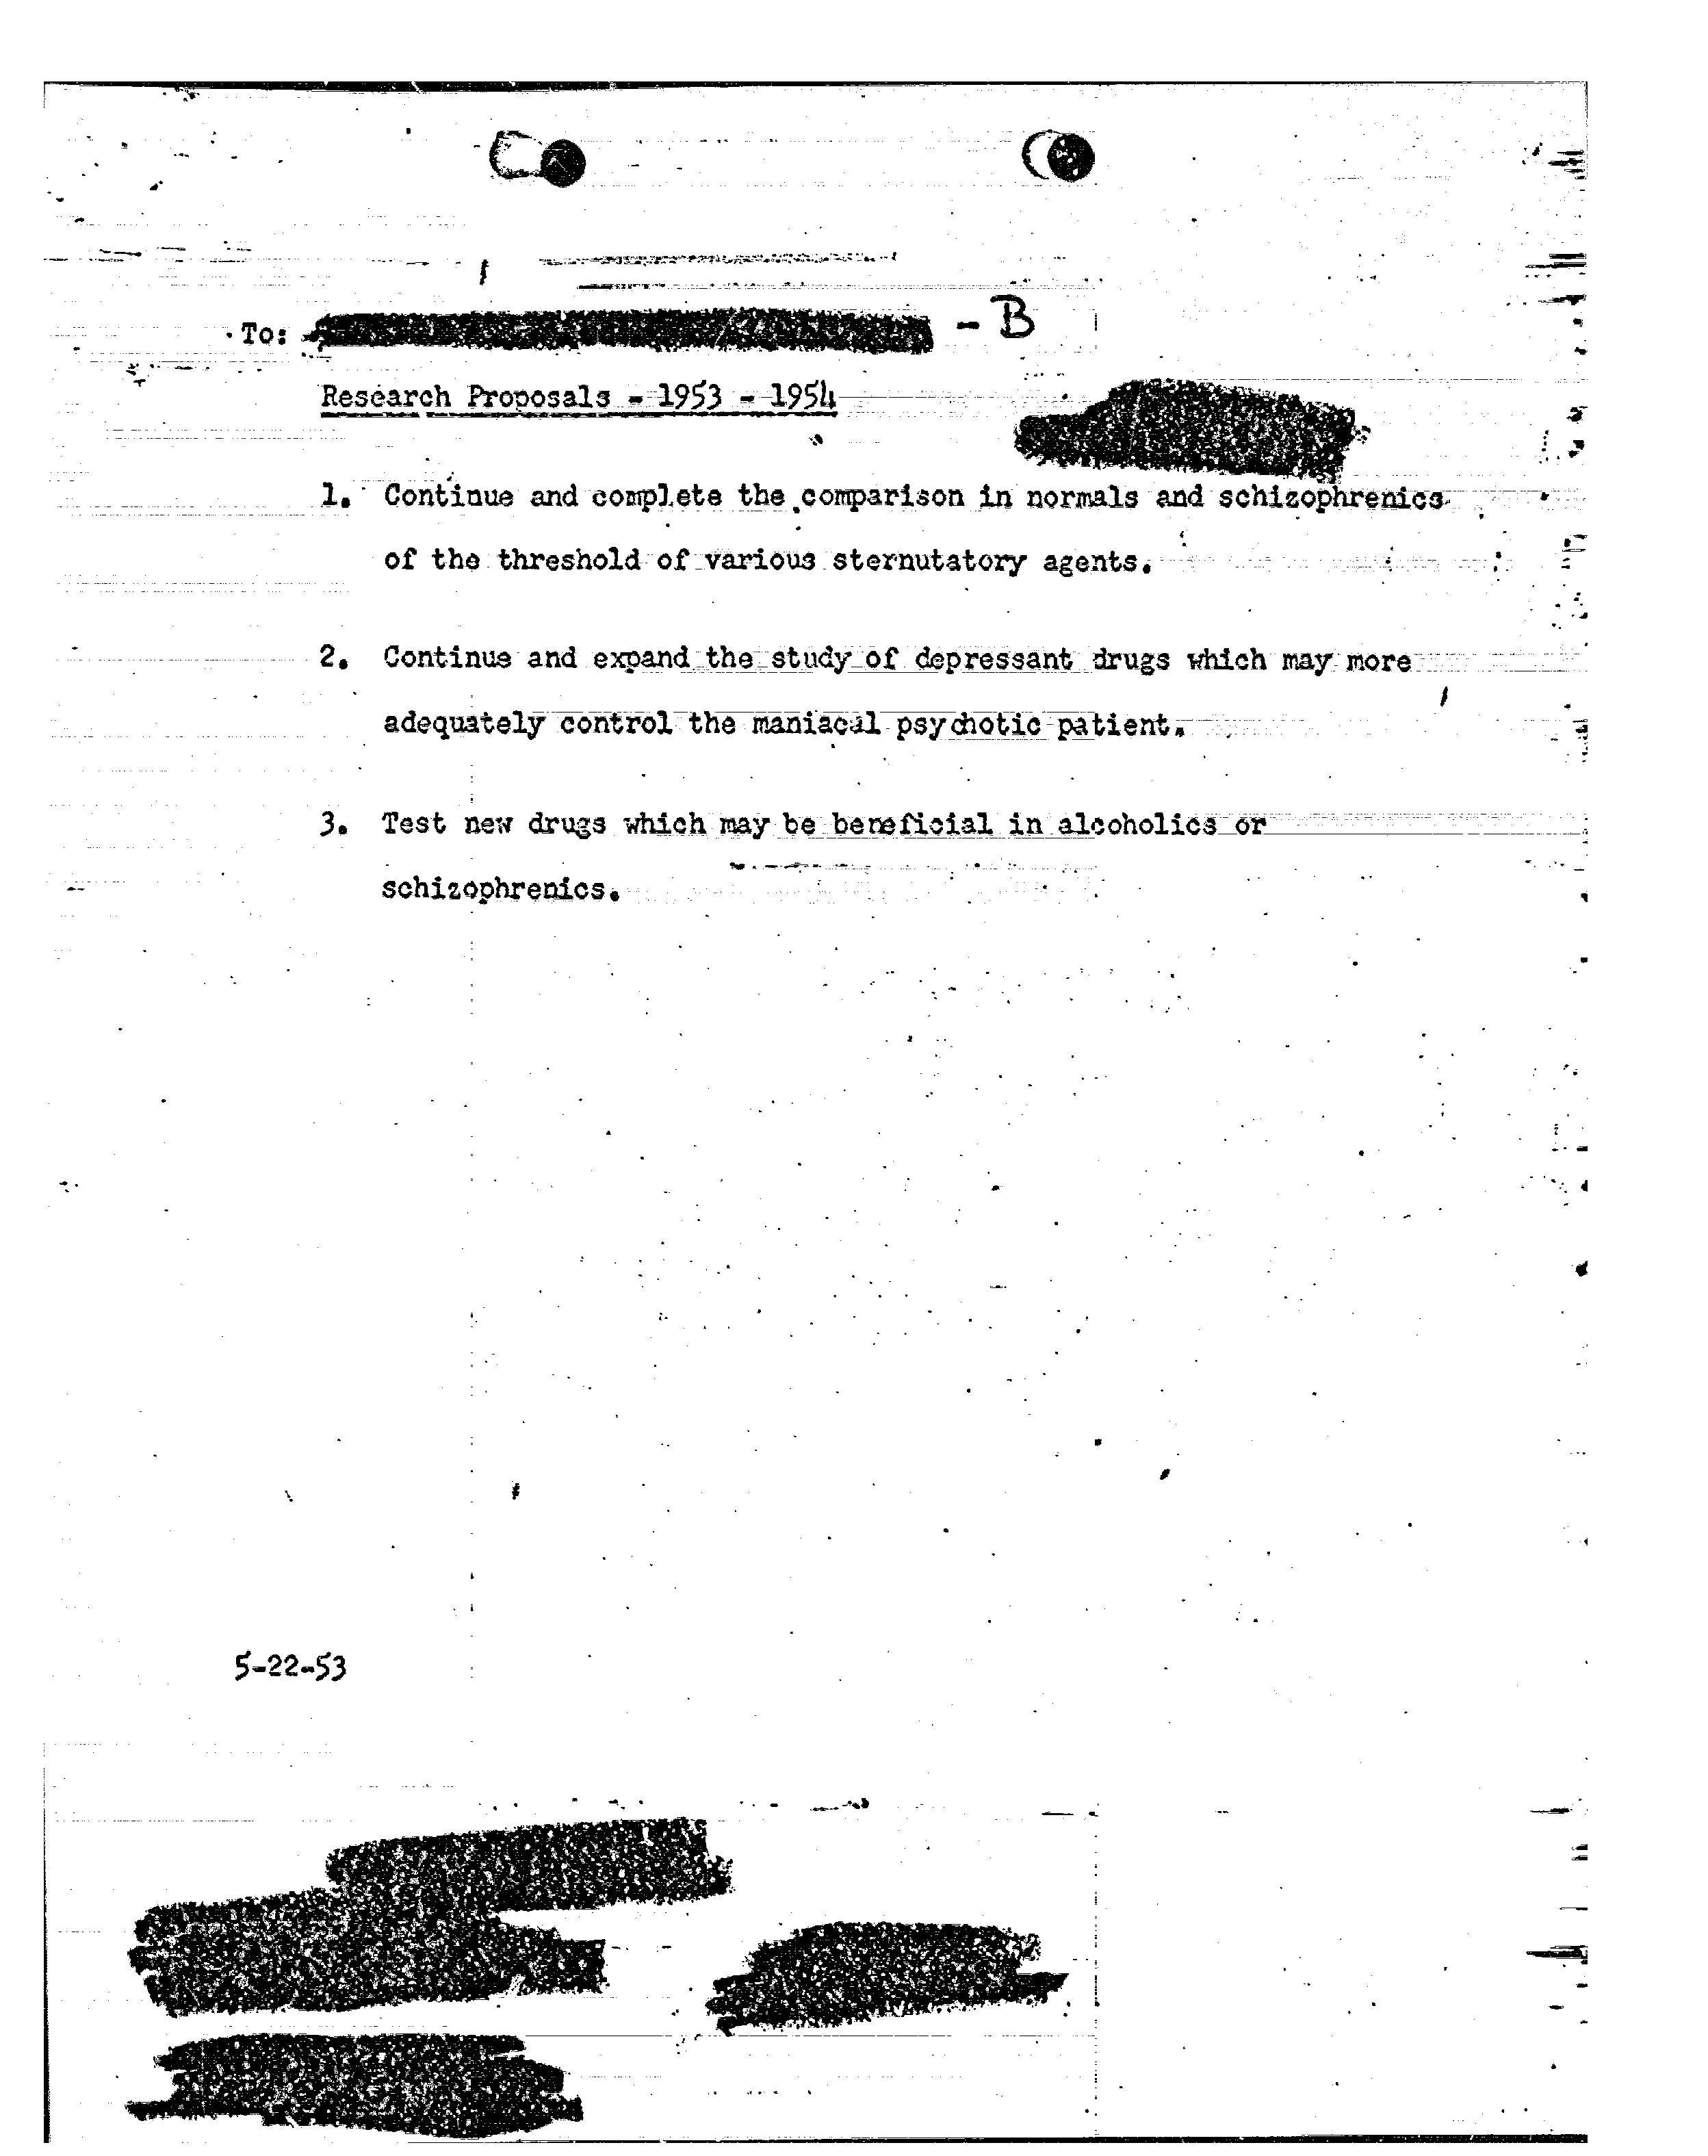 To: - B
Research Proposals - 1953 - 1954
1. Continue and complete the comparison in normals and schizophrenics
of the threshold of various sternutatory agents.
2. Continue and expand the study of depressant drugs which may more
adequately control the maniacal psychotic patient.
3. Test new drugs which may be beneficial in alcoholics or
schizophrenics.
5-22-53